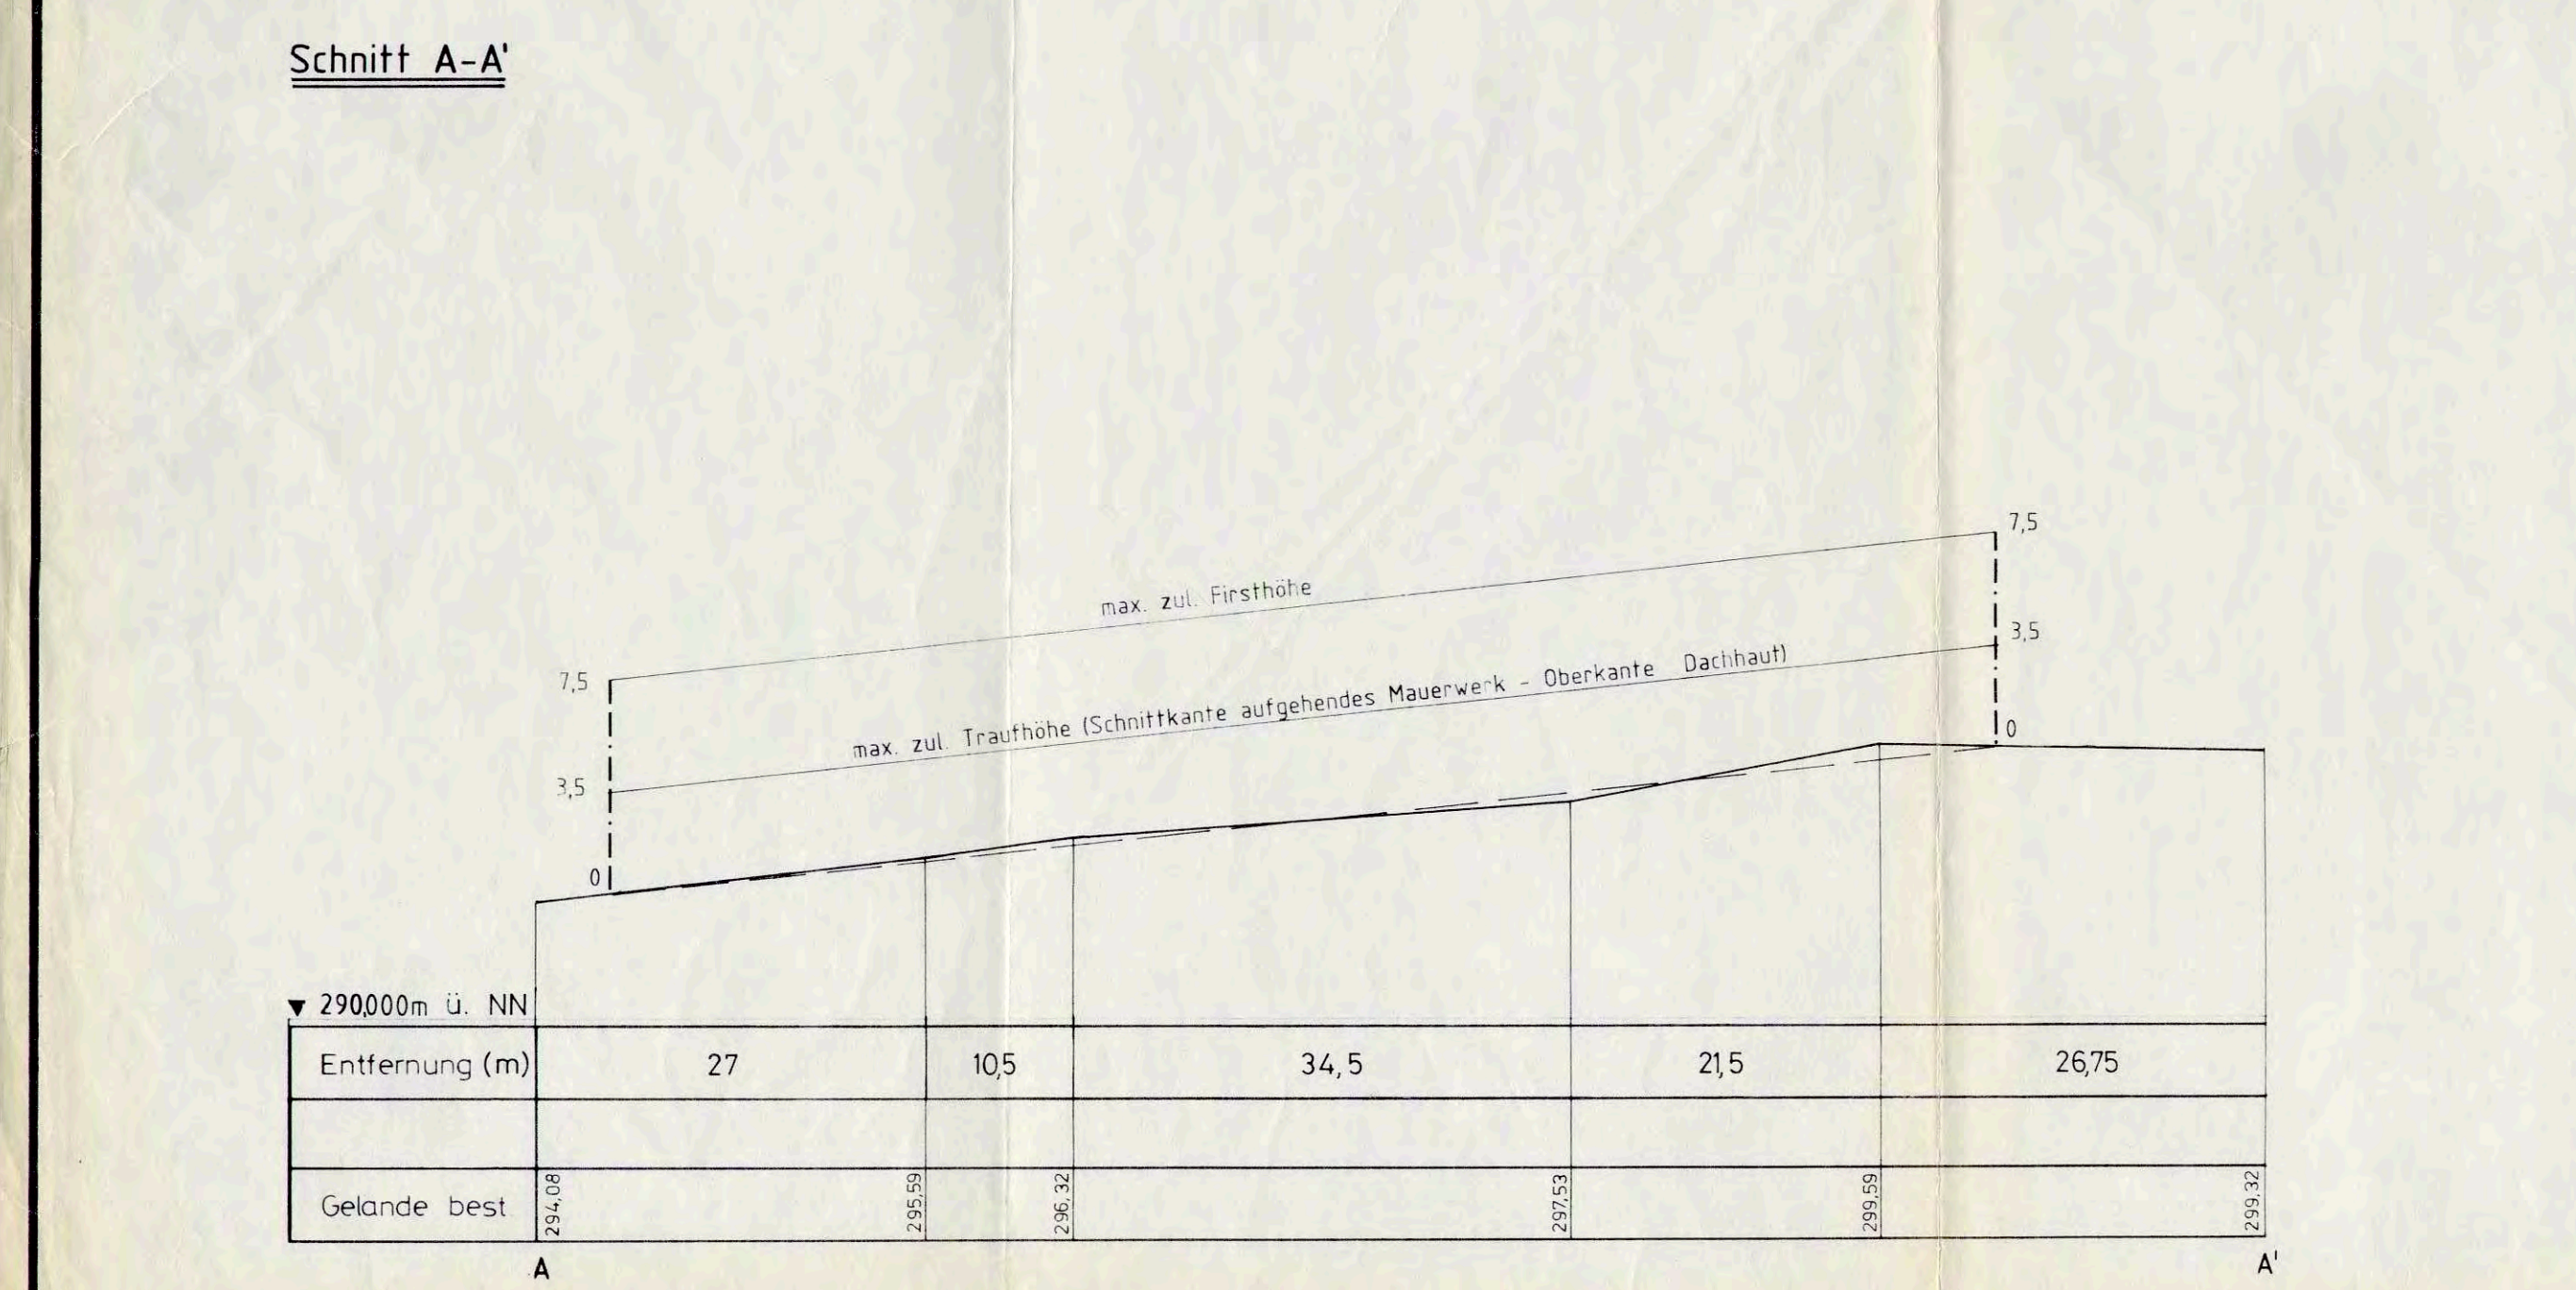 Schnitt A-A'
7,5
max. zul. Firsthöhe
3,5
7,5
max. zul. Traufhöhe (Schnittkante aufgehendes Mauerwerk - Oberkante Dachhaut)
0
3,5
0
▼ 290,000m ü. NN
Entfernung (m) 27 10,5 34,5 21,5 26,75
Gelande best 294,08 295,59 296,32 297,53 299,59 299,32
A A'